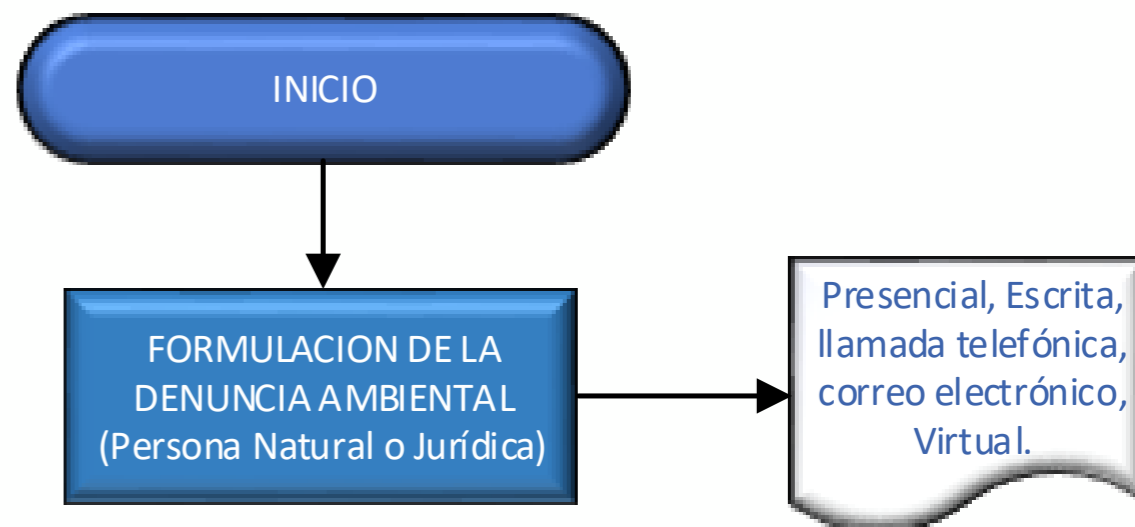 INICIO
FORMULACION DE LA
DENUNCIA AMBIENTAL
(Persona Natural o Jurídica)
Presencial, Escrita,
llamada telefónica,
correo electrónico,
Virtual.